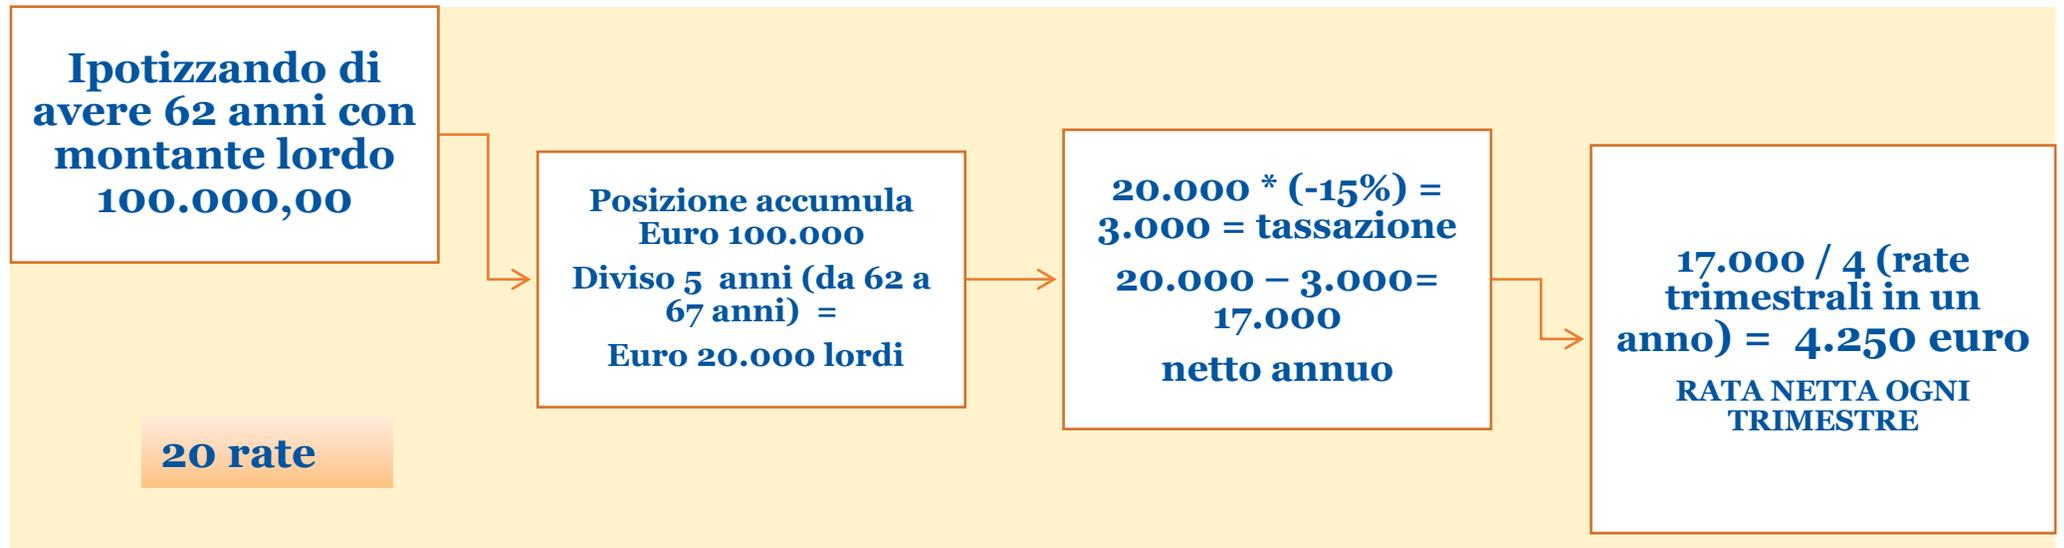 Ipotizzando di
avere 62 anni con
montante lordo
100.000,00
Posizione accumula
Euro 100.000
Diviso 5  anni (da 62 a
67 anni)  =
Euro 20.000 lordi
20.000 * (-15%) =
3.000 = tassazione
20.000 – 3.000=
17.000
netto annuo
17.000 / 4 (rate
trimestrali in un
anno) =  4.250 euro
RATA NETTA OGNI
TRIMESTRE
20 rate